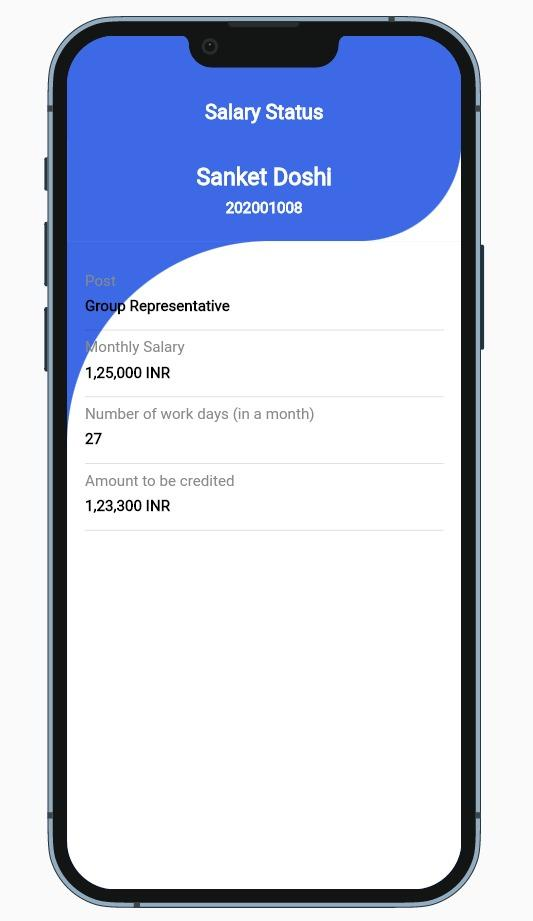 Salary Status
Sanket Doshi
202001008
Post
Group Representative
Monthly Salary
1,25,000 INR
Number of work days (in a month)
27
Amount to be credited
1,23,300 INR